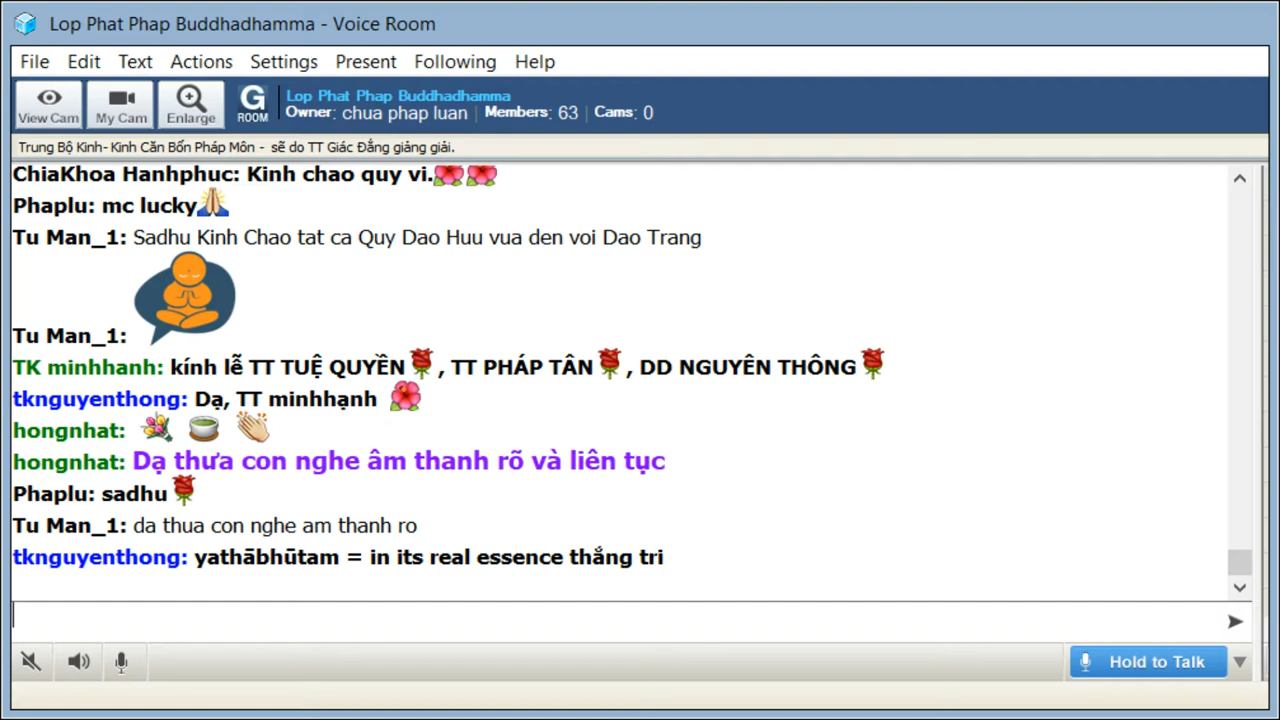 Lop Phat Phap Buddhadhamma - Voice Room
File Edit Text Actions Settings Present Following Help
View Cam My Cam Enlarge G ROOM
Lop Phat Phap Buddhadhamma
Owner: chua phap luan | Members: 63 | Cams: 0
Trung Bộ Kinh- Kinh Căn Bổn Pháp Môn - sẽ do TT Giác Đẳng giảng giải.
ChiaKhoa Hanhphuc: Kinh chao quy vi.
Phaplu: mc lucky
Tu Man_1: Sadhu Kinh Chao tat ca Quy Dao Huu vua den voi Dao Trang
Tu Man_1:
TK minhhanh: kính lễ TT TUỆ QUYỀN, TT PHÁP TÂN, DD NGUYÊN THÔNG
tknguyenthong: Dạ, TT minhhạnh
hongnhat:
hongnhat: Dạ thưa con nghe âm thanh rõ và liên tục
Phaplu: sadhu
Tu Man_1: da thua con nghe am thanh ro
tknguyenthong: yathābhūtam = in its real essence thắng tri
Hold to Talk